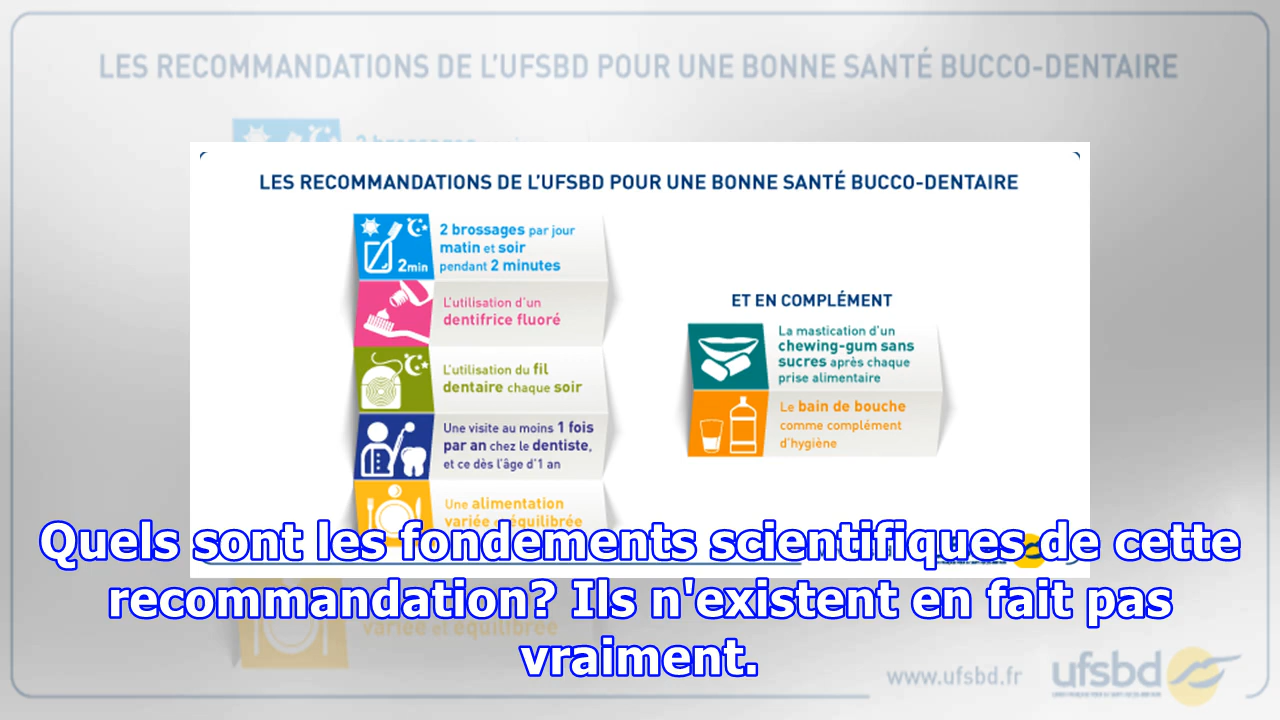 LES RECOMMANDATIONS DE L'UFSBD POUR UNE BONNE SANTÉ BUCCO-DENTAIRE
LES RECOMMANDATIONS DE L'UFSBD POUR UNE BONNE SANTÉ BUCCO-DENTAIRE
2min
2 brossages par jour
matin et soir
pendant 2 minutes
L'utilisation d'un
dentifrice fluoré
L'utilisation du fil
dentaire chaque soir
Une visite au moins 1 fois
par an chez le dentiste,
et ce dès l'âge d'1 an
Une alimentation
variée et équilibrée
ET EN COMPLÉMENT
La mastication d'un
chewing-gum sans
sucres après chaque
prise alimentaire
Le bain de bouche
comme complément
d'hygiène
Quels sont les fondements scientifiques de cette
recommandation? Ils n'existent en fait pas
vraiment.
variée et équilibrée
www.ufsbd.fr
ufsbd